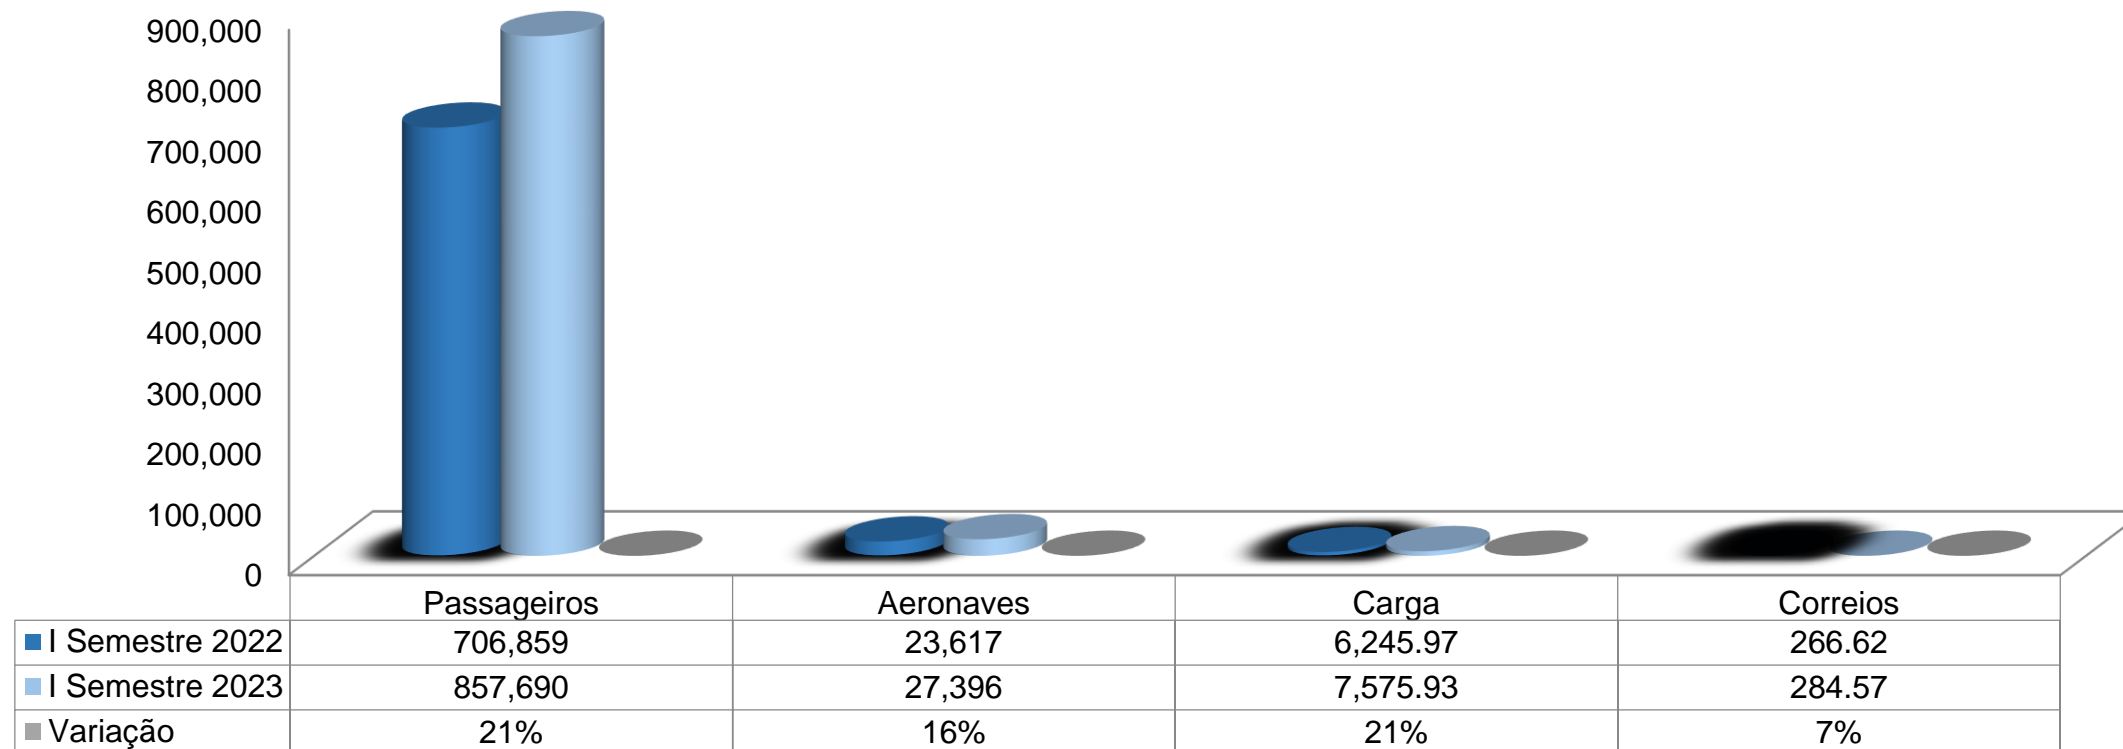 900,000
800,000
700,000
600,000
500,000
400,000
300,000
200,000
100,000
0
Passageiros Aeronaves Carga Correios
I Semestre 2022 706,859 23,617 6,245.97 266.62
I Semestre 2023 857,690 27,396 7,575.93 284.57
Variação 21% 16% 21% 7%